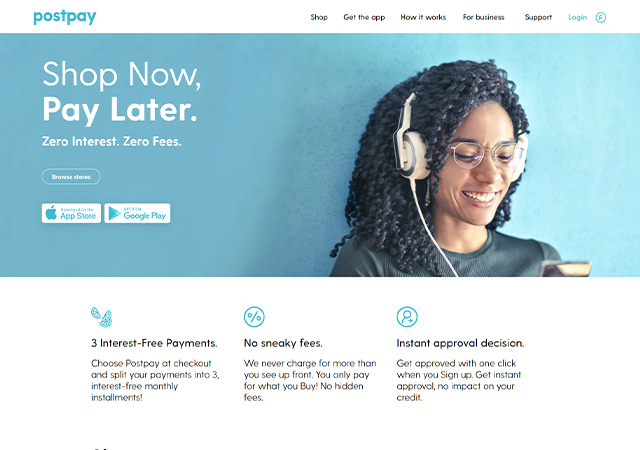 postpay
Shop
Get the app
How it works
For business
Support
Login
Shop Now,
Pay Later.
Zero Interest. Zero Fees.
Browse stores
Download on the
App Store
GET IT ON
Google Play
3 Interest-Free Payments.
Choose Postpay at checkout
and split your payments into 3,
interest-free monthly
installments!
No sneaky fees.
We never charge for more than
you see up front. You only pay
for what you Buy! No hidden
fees.
Instant approval decision.
Get approved with one click
when you Sign up. Get instant
approval, no impact on your
credit.